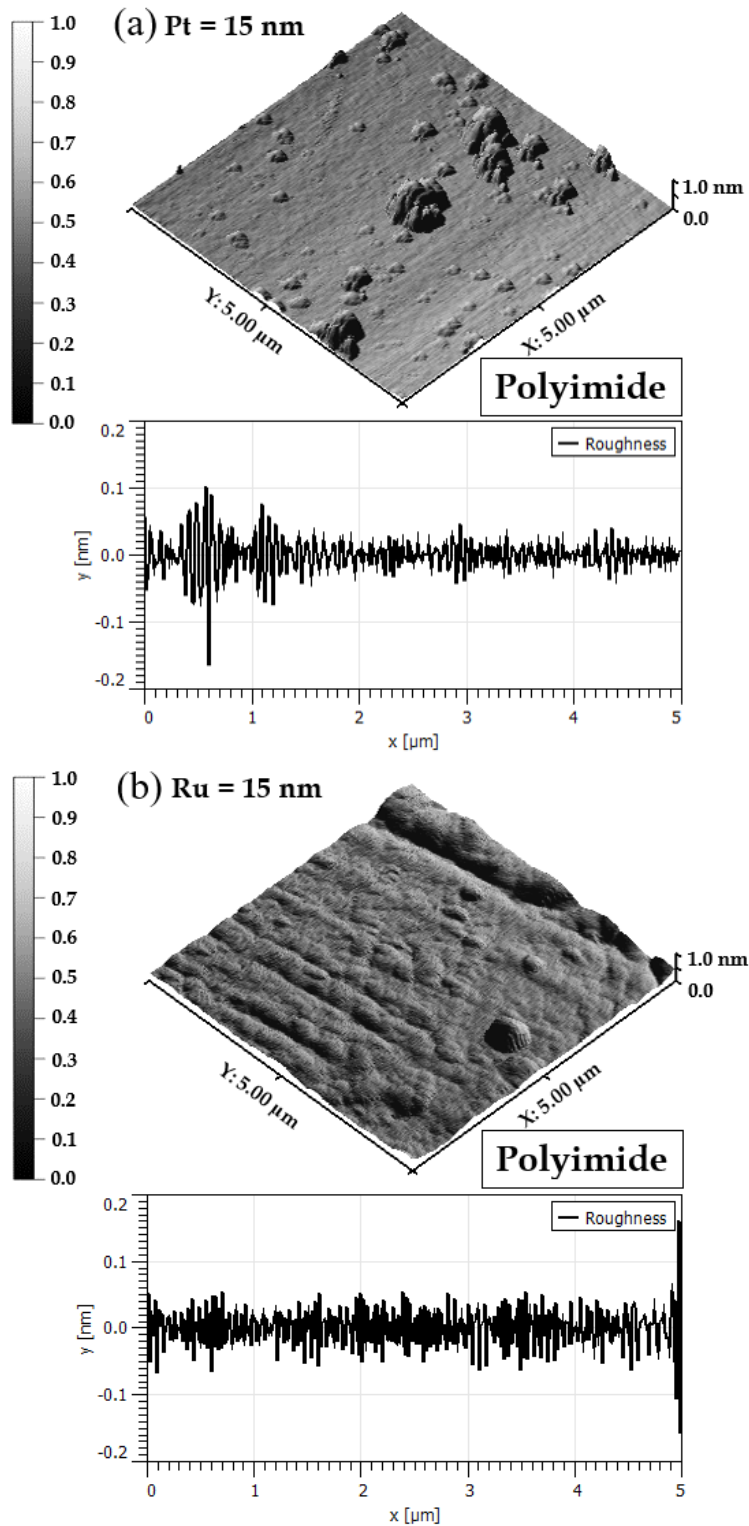 (a) Pt = 15 nm
1.0
0.9
0.8
0.7
0.6
0.5
0.4
0.3
0.2
0.1
0.0
1.0 nm
0.0
Y: 5.00 µm
X: 5.00 µm
Polyimide
Roughness
y [nm]
0.2
0.1
0.0
-0.1
-0.2
0 1 2 3 4 5
x [µm]
(b) Ru = 15 nm
1.0
0.9
0.8
0.7
0.6
0.5
0.4
0.3
0.2
0.1
0.0
1.0 nm
0.0
Y: 5.00 µm
X: 5.00 µm
Polyimide
Roughness
y [nm]
0.2
0.1
0.0
-0.1
-0.2
0 1 2 3 4 5
x [µm]